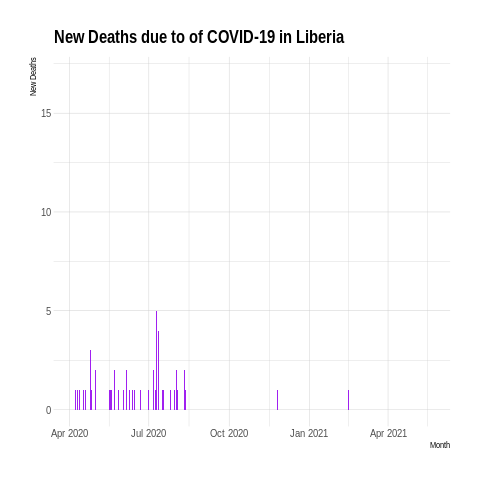 New Deaths due to of COVID-19 in Liberia
New Deaths
15
10
5
0
Apr 2020 Jul 2020 Oct 2020 Jan 2021 Apr 2021
Month